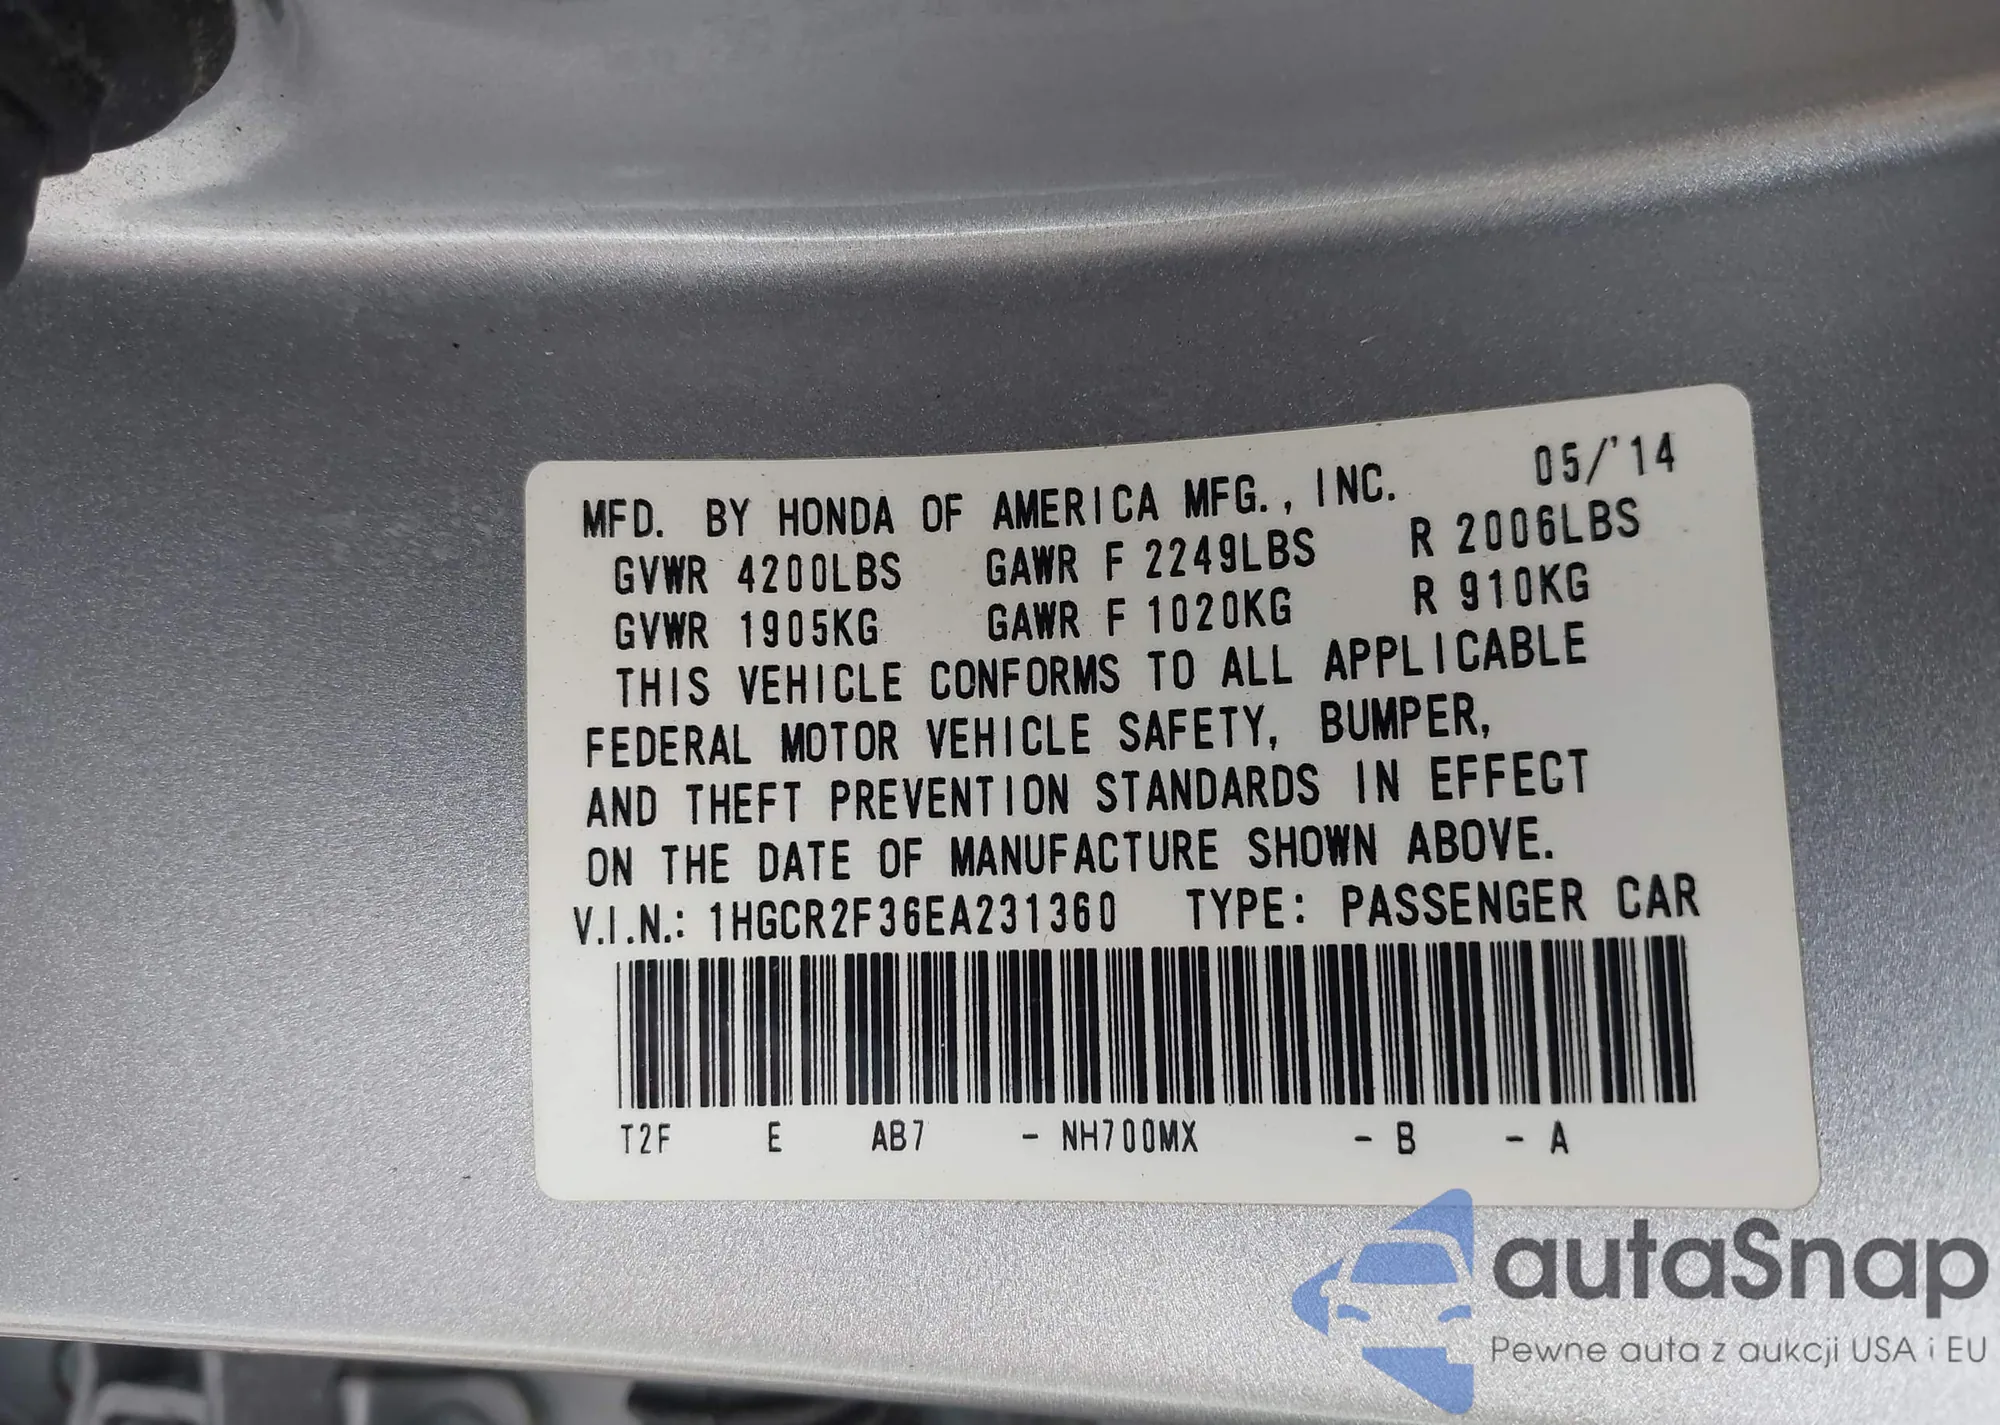 MFD. BY HONDA OF AMERICA MFG., INC. 05/'14
GVWR 4200LBS GAWR F 2249LBS R 2006LBS
GVWR 1905KG GAWR F 1020KG R 910KG
THIS VEHICLE CONFORMS TO ALL APPLICABLE
FEDERAL MOTOR VEHICLE SAFETY, BUMPER,
AND THEFT PREVENTION STANDARDS IN EFFECT
ON THE DATE OF MANUFACTURE SHOWN ABOVE.
V.I.N.: 1HGCR2F36EA231360 TYPE: PASSENGER CAR
T2F E AB7 - NH700MX - B - A
autaSnap
Pewne auta z aukcji USA i EU